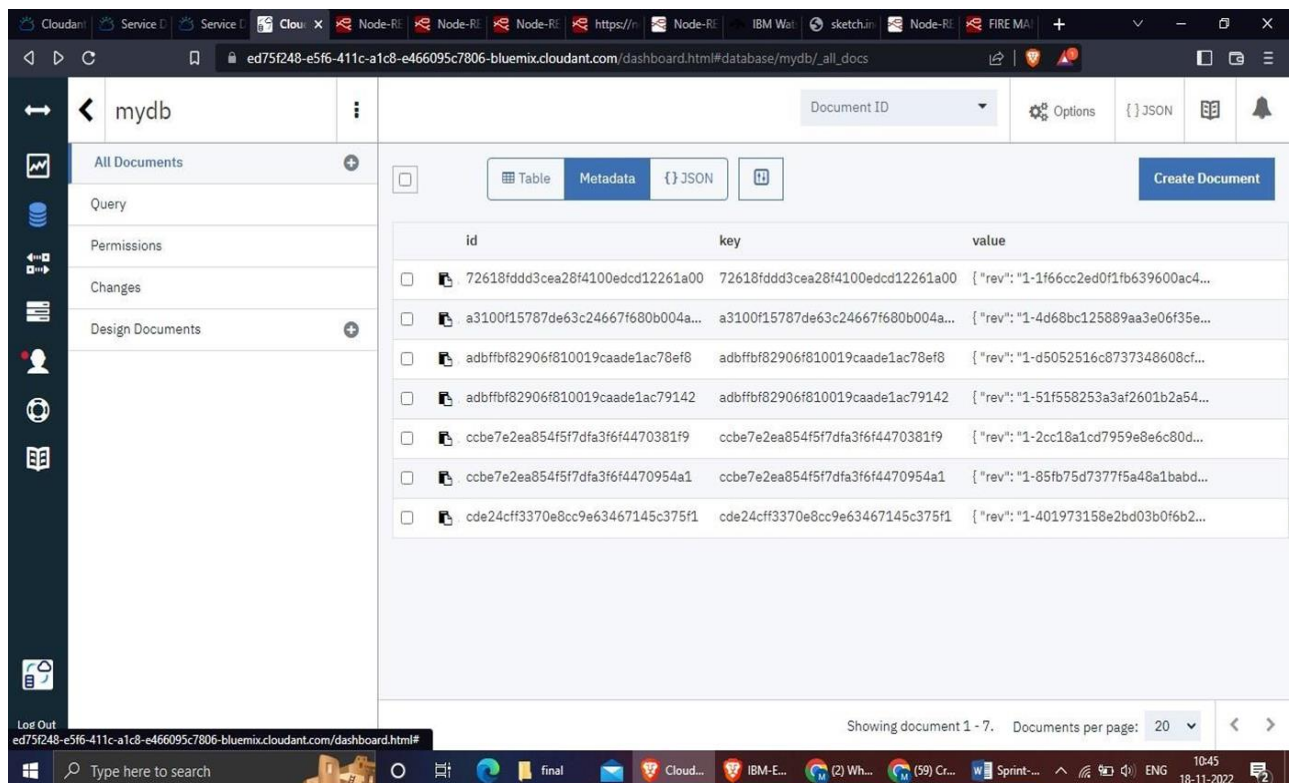 Cloudant Service D Service D Clou X Node-RE Node-RE Node-RE https://n Node-RE IBM Wat sketch.in Node-RE FIRE MA
ed75f248-e5f6-411c-a1c8-e466095c7806-bluemix.cloudant.com/dashboard.html#database/mydb/_all_docs
mydb
Document ID
Options
{ } JSON
All Documents
Query
Permissions
Changes
Design Documents
Table
Metadata
{ } JSON
Create Document
id key value
72618fddd3cea28f4100edcd12261a00 72618fddd3cea28f4100edcd12261a00 { "rev": "1-1f66cc2ed0f1fb639600ac4...
a3100f15787de63c24667f680b004a... a3100f15787de63c24667f680b004a... { "rev": "1-4d68bc125889aa3e06f35e...
adbffbf82906f810019caade1ac78ef8 adbffbf82906f810019caade1ac78ef8 { "rev": "1-d5052516c8737348608cf...
adbffbf82906f810019caade1ac79142 adbffbf82906f810019caade1ac79142 { "rev": "1-51f558253a3af2601b2a54...
ccbe7e2ea854f5f7dfa3f6f4470381f9 ccbe7e2ea854f5f7dfa3f6f4470381f9 { "rev": "1-2cc18a1cd7959e8e6c80d...
ccbe7e2ea854f5f7dfa3f6f4470954a1 ccbe7e2ea854f5f7dfa3f6f4470954a1 { "rev": "1-85fb75d7377f5a48a1babd...
cde24cff3370e8cc9e63467145c375f1 cde24cff3370e8cc9e63467145c375f1 { "rev": "1-401973158e2bd03b0f6b2...
Showing document 1 - 7. Documents per page: 20
Log Out
ed75f248-e5f6-411c-a1c8-e466095c7806-bluemix.cloudant.com/dashboard.html#
Type here to search
final
Cloud...
IBM-E...
(2) Wh...
(59) Cr...
Sprint-...
ENG
10:45
18-11-2022
2